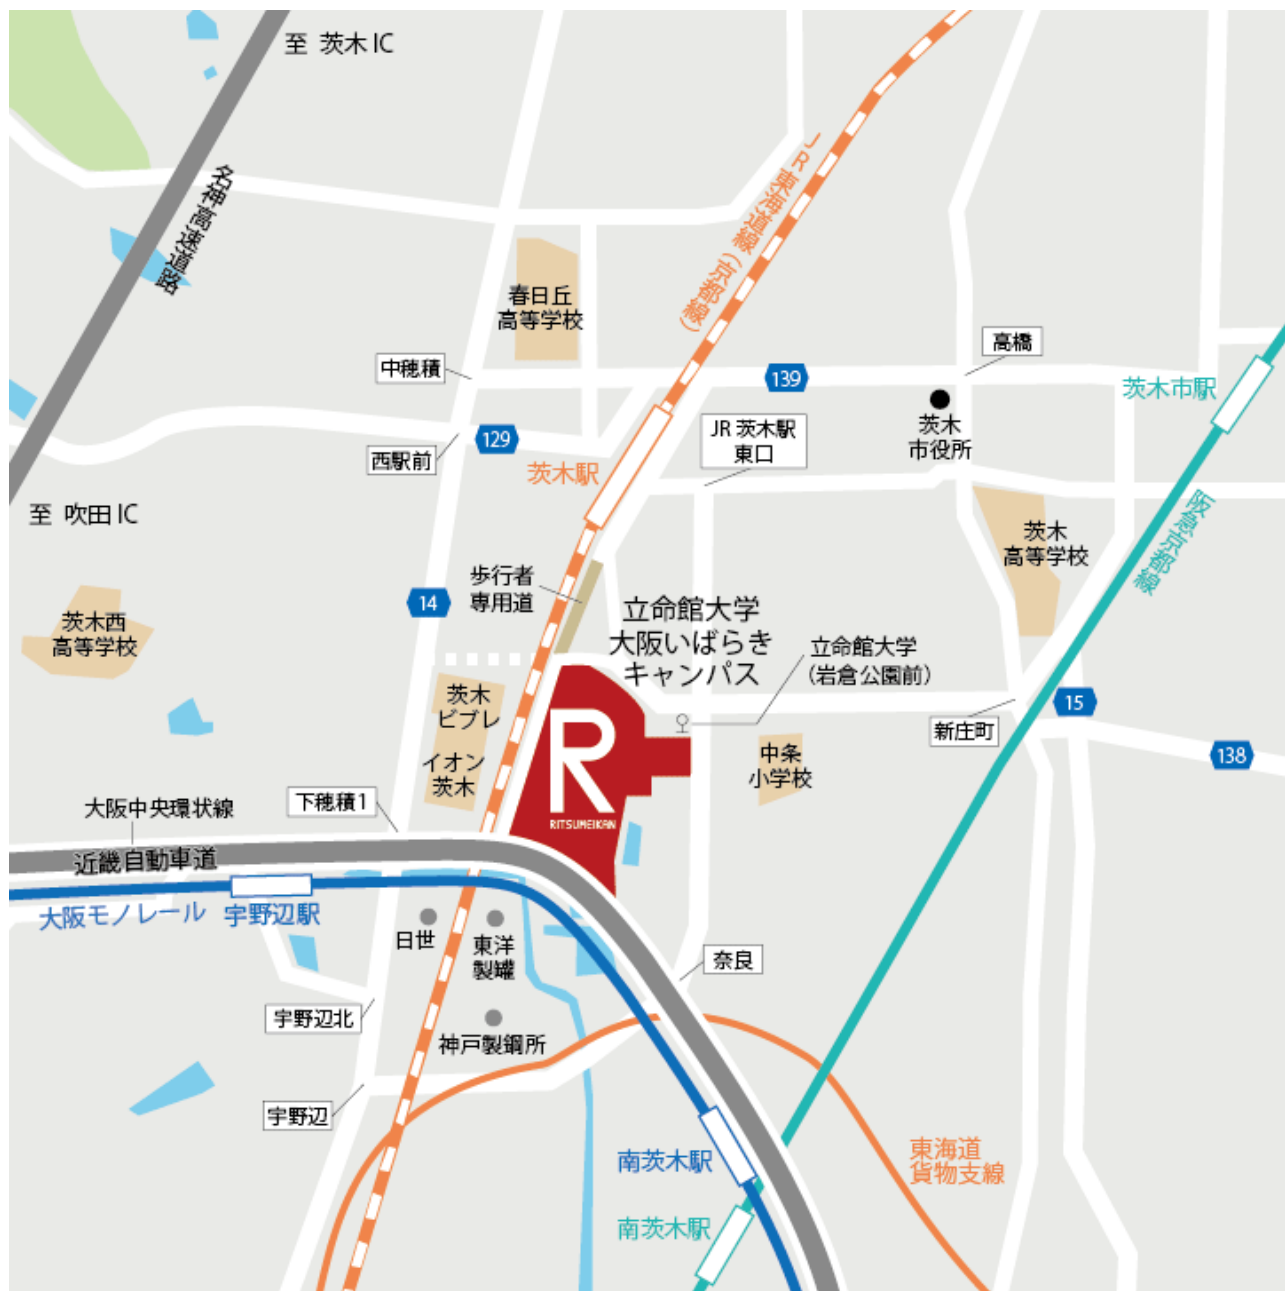 至 茨木IC
名神高速道路
JR東海道線（京都線）
春日丘
高等学校
中穂積
139
高橋
茨木市駅
茨木
市役所
JR 茨木駅
東口
129
西駅前
茨木駅
至 吹田IC
阪急京都線
茨木
高等学校
歩行者
専用道
14
立命館大学
大阪いばらき
キャンパス
茨木西
高等学校
立命館大学
（岩倉公園前）
茨木
ビブレ
イオン
茨木
R
RITSUMEIKAN
15
新庄町
138
中条
小学校
下穂積1
大阪中央環状線
近畿自動車道
大阪モノレール
宇野辺駅
日世
東洋
製罐
奈良
宇野辺北
神戸製鋼所
宇野辺
南茨木駅
東海道
貨物支線
南茨木駅